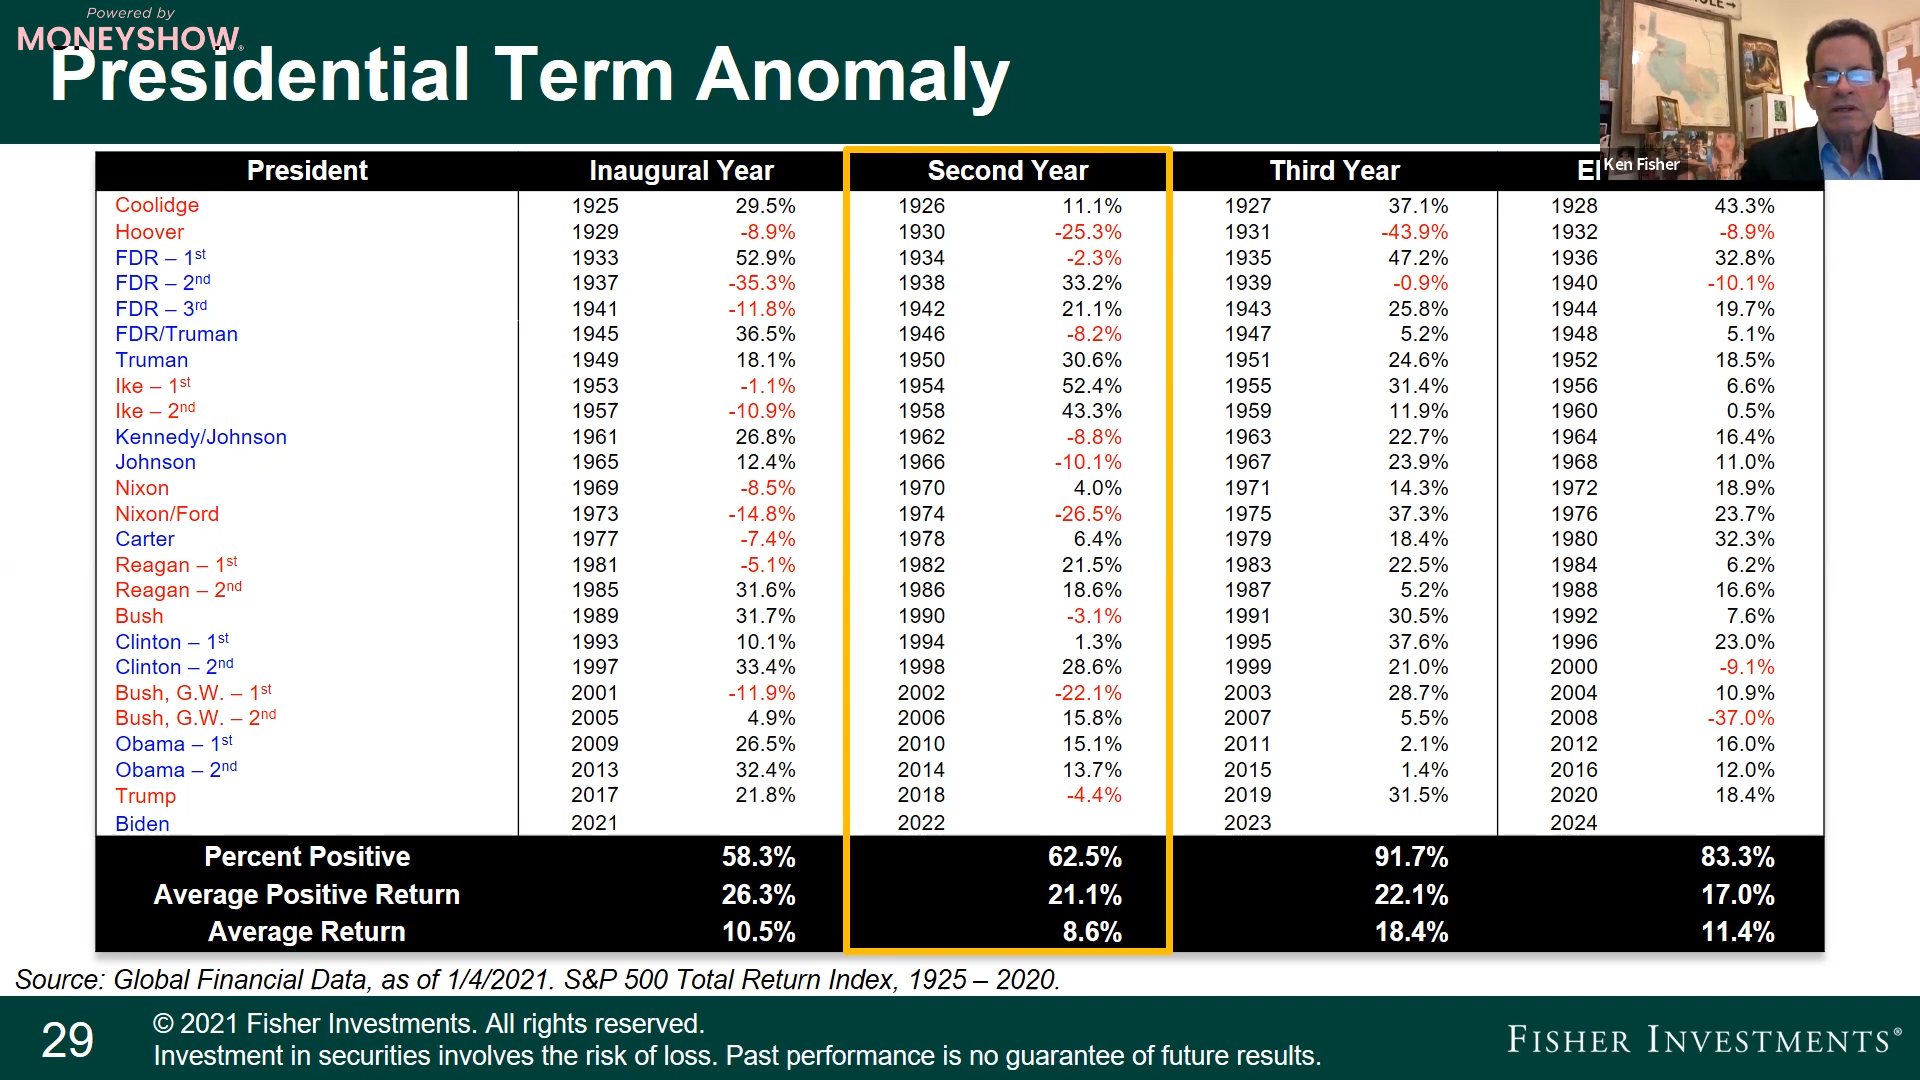 Powered by
MONEYSHOW
Presidential Term Anomaly
Ken Fisher
President Inaugural Year Second Year Third Year
Coolidge 1925 29.5% 1926 11.1% 1927 37.1% 1928 43.3%
Hoover 1929 -8.9% 1930 -25.3% 1931 -43.9% 1932 -8.9%
FDR – 1st 1933 52.9% 1934 -2.3% 1935 47.2% 1936 32.8%
FDR – 2nd 1937 -35.3% 1938 33.2% 1939 -0.9% 1940 -10.1%
FDR – 3rd 1941 -11.8% 1942 21.1% 1943 25.8% 1944 19.7%
FDR/Truman 1945 36.5% 1946 -8.2% 1947 5.2% 1948 5.1%
Truman 1949 18.1% 1950 30.6% 1951 24.6% 1952 18.5%
Ike – 1st 1953 -1.1% 1954 52.4% 1955 31.4% 1956 6.6%
Ike – 2nd 1957 -10.9% 1958 43.3% 1959 11.9% 1960 0.5%
Kennedy/Johnson 1961 26.8% 1962 -8.8% 1963 22.7% 1964 16.4%
Johnson 1965 12.4% 1966 -10.1% 1967 23.9% 1968 11.0%
Nixon 1969 -8.5% 1970 4.0% 1971 14.3% 1972 18.9%
Nixon/Ford 1973 -14.8% 1974 -26.5% 1975 37.3% 1976 23.7%
Carter 1977 -7.4% 1978 6.4% 1979 18.4% 1980 32.3%
Reagan – 1st 1981 -5.1% 1982 21.5% 1983 22.5% 1984 6.2%
Reagan – 2nd 1985 31.6% 1986 18.6% 1987 5.2% 1988 16.6%
Bush 1989 31.7% 1990 -3.1% 1991 30.5% 1992 7.6%
Clinton – 1st 1993 10.1% 1994 1.3% 1995 37.6% 1996 23.0%
Clinton – 2nd 1997 33.4% 1998 28.6% 1999 21.0% 2000 -9.1%
Bush, G.W. – 1st 2001 -11.9% 2002 -22.1% 2003 28.7% 2004 10.9%
Bush, G.W. – 2nd 2005 4.9% 2006 15.8% 2007 5.5% 2008 -37.0%
Obama – 1st 2009 26.5% 2010 15.1% 2011 2.1% 2012 16.0%
Obama – 2nd 2013 32.4% 2014 13.7% 2015 1.4% 2016 12.0%
Trump 2017 21.8% 2018 -4.4% 2019 31.5% 2020 18.4%
Biden 2021 2022 2023 2024
Percent Positive 58.3% 62.5% 91.7% 83.3%
Average Positive Return 26.3% 21.1% 22.1% 17.0%
Average Return 10.5% 8.6% 18.4% 11.4%
Source: Global Financial Data, as of 1/4/2021. S&P 500 Total Return Index, 1925 – 2020.
29
© 2021 Fisher Investments. All rights reserved.
Investment in securities involves the risk of loss. Past performance is no guarantee of future results.
FISHER INVESTMENTS®